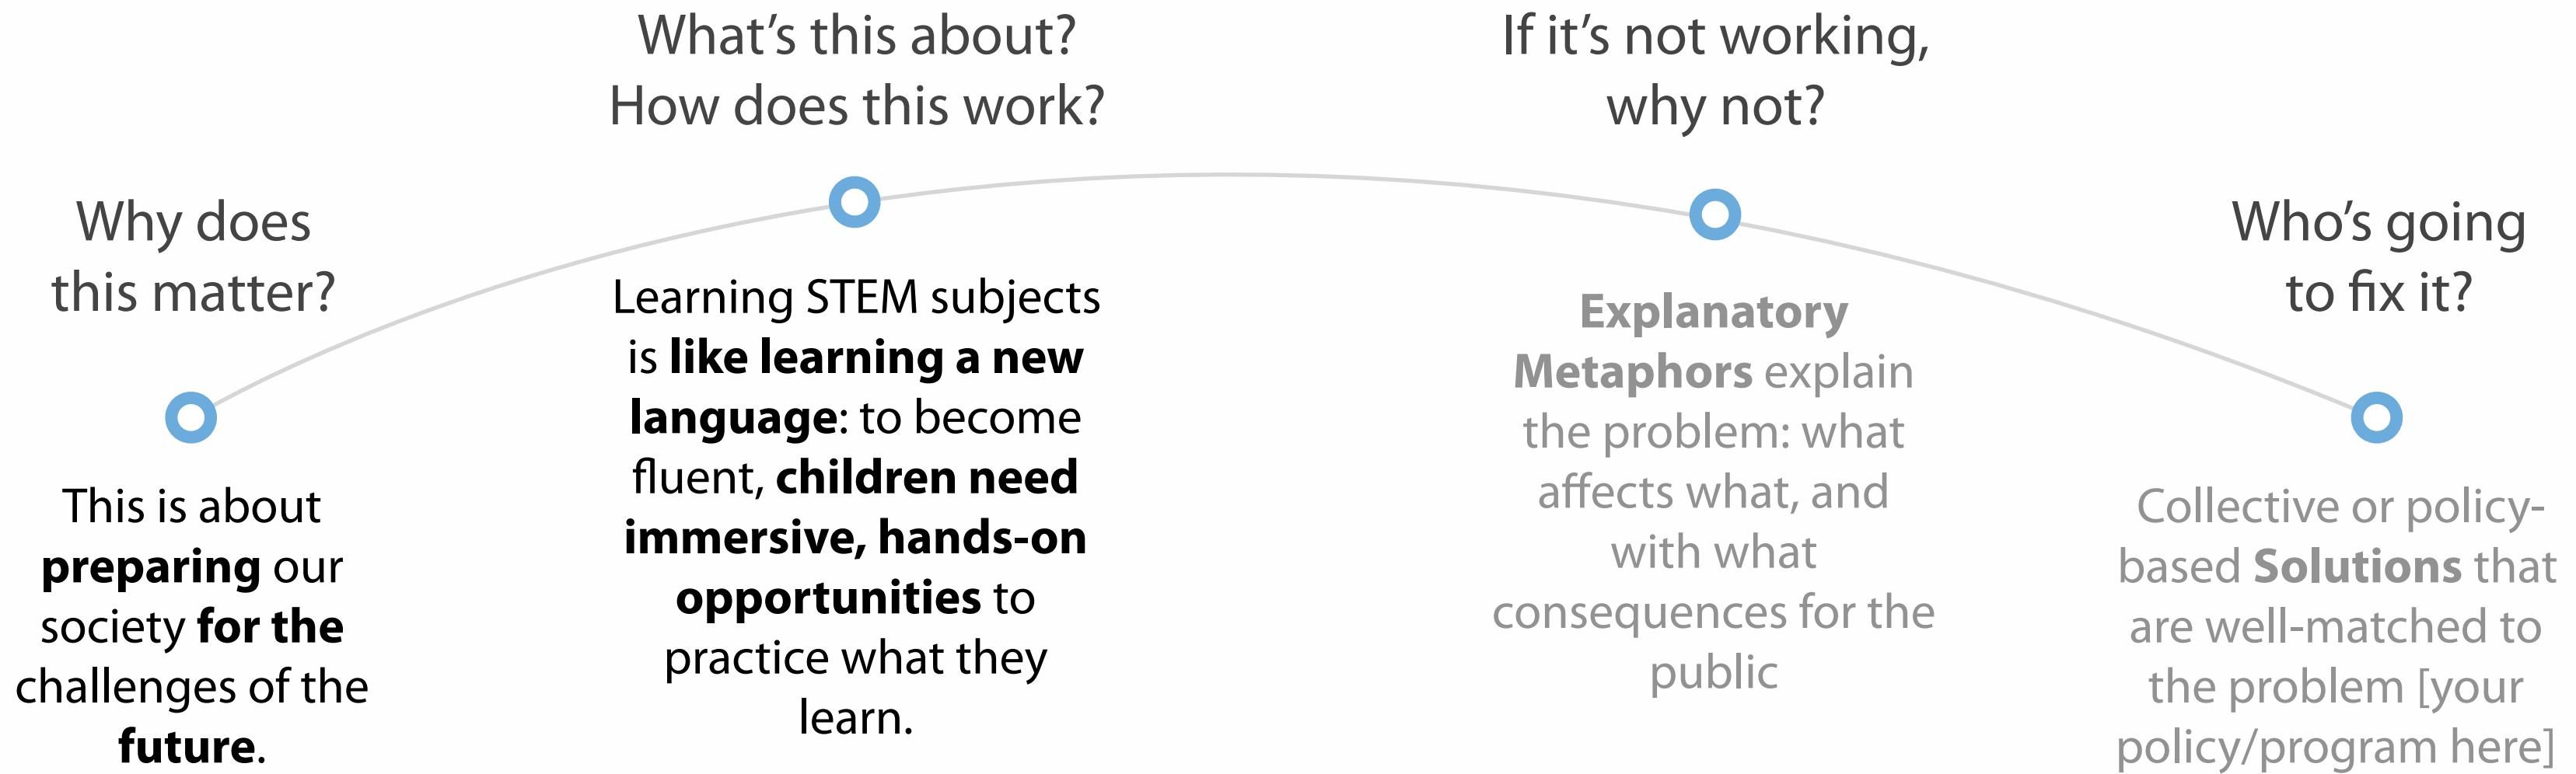 Why does
this matter?
This is about
preparing our
society for the
challenges of the
future.
What’s this about?
How does this work?
Learning STEM subjects
is like learning a new
language: to become
fluent, children need
immersive, hands-on
opportunities to
practice what they
learn.
If it’s not working,
why not?
Explanatory
Metaphors explain
the problem: what
affects what, and
with what
consequences for the
public
Who’s going
to fix it?
Collective or policy-
based Solutions that
are well-matched to
the problem [your
policy/program here]